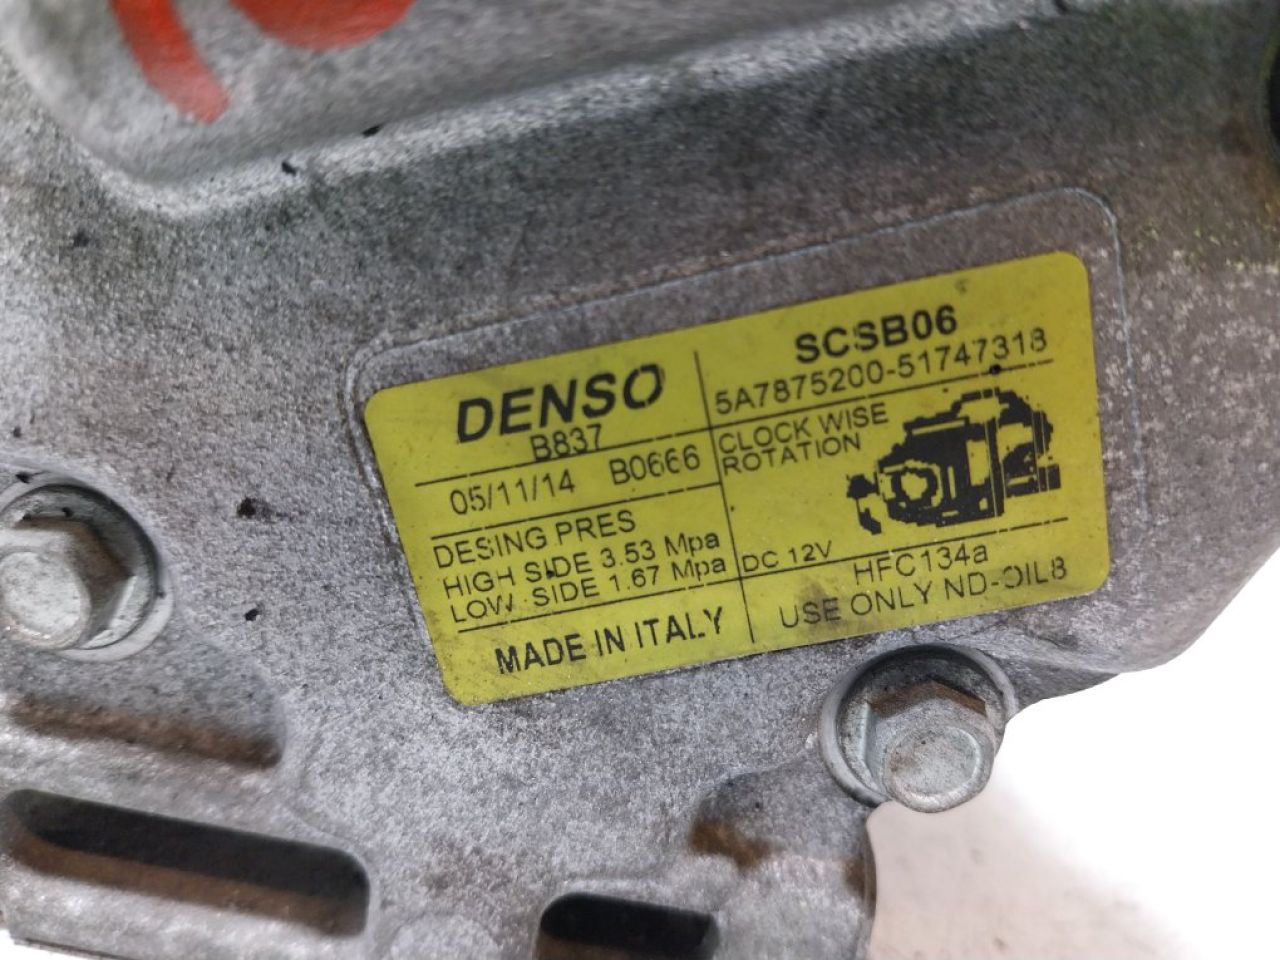 DENSO
B837
05/11/14 B0666
DESING PRES
HIGH SIDE 3.53 Mpa
LOW SIDE 1.67 Mpa
MADE IN ITALY
SCSB06
5A7875200-51747318
CLOCK WISE
ROTATION
DC 12V
HFC134a
USE ONLY ND-OIL8